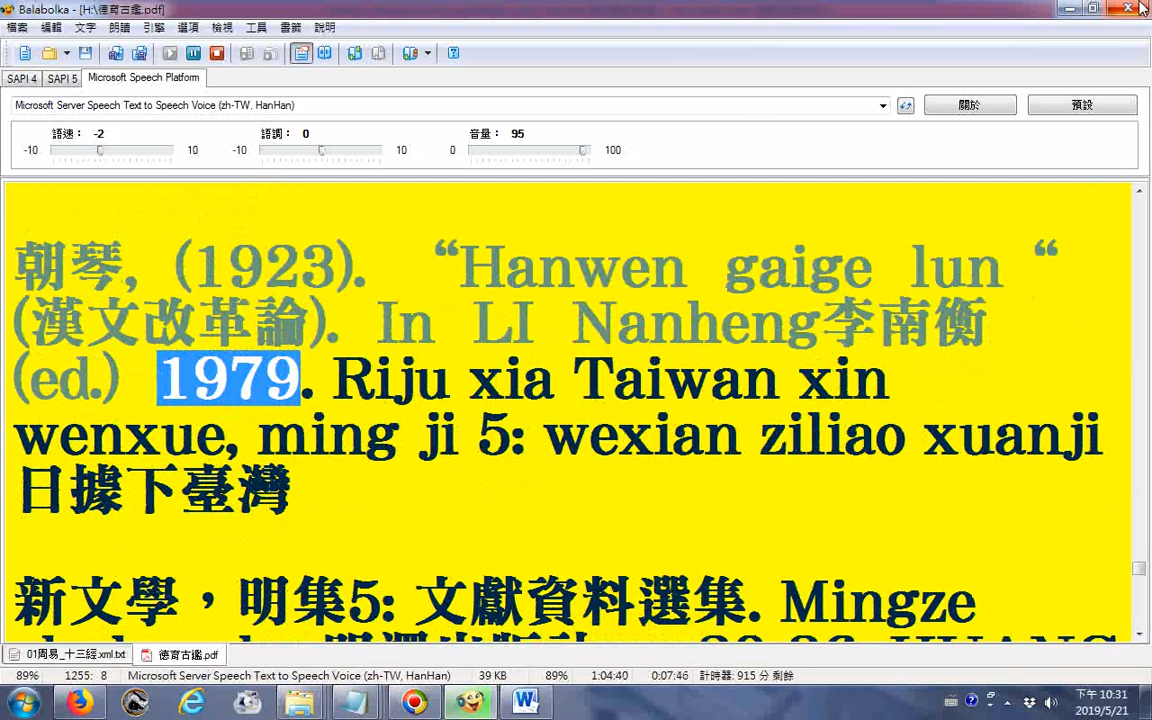 Balabolka - [H:\德育古鑑.pdf]
檔案 編輯 文字 朗讀 引擎 選項 檢視 工具 書籤 說明
SAPI 4 SAPI 5 Microsoft Speech Platform
Microsoft Server Speech Text to Speech Voice (zh-TW, HanHan) 關於 預設
語速： -2 語調： 0 音量： 95
-10 10 -10 10 0 100
朝琴, (1923). “Hanwen gaige lun “
(漢文改革論). In LI Nanheng李南衡
(ed.) 1979. Riju xia Taiwan xin
wenxue, ming ji 5: wexian ziliao xuanji
日據下臺灣
新文學，明集5: 文獻資料選集. Mingze
01周易_十三經.xml.txt 德育古鑑.pdf
89% 1255: 8 Microsoft Server Speech Text to Speech Voice (zh-TW, HanHan) 39 KB 89% 1:04:40 0:07:46 計時器: 915 分 剩餘
下午 10:31
2019/5/21